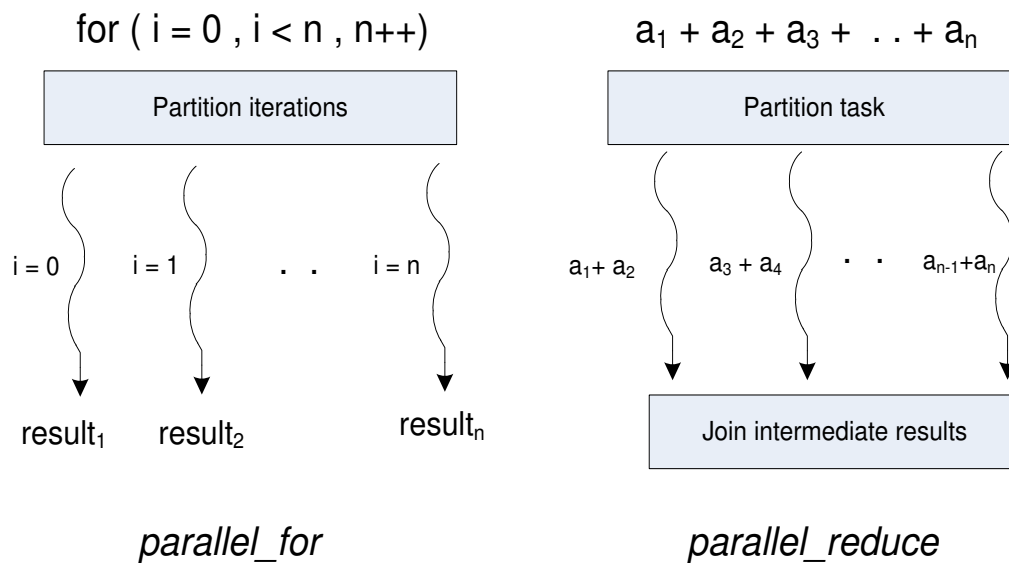 for ( i = 0 , i < n , n++)
Partition iterations
i = 0
i = 1
. .
i = n
result₁
result₂
resultₙ
parallel_for
a₁ + a₂ + a₃ + . . . + aₙ
Partition task
a₁+ a₂
a₃ + a₄
. .
aₙ₋₁+aₙ
Join intermediate results
parallel_reduce